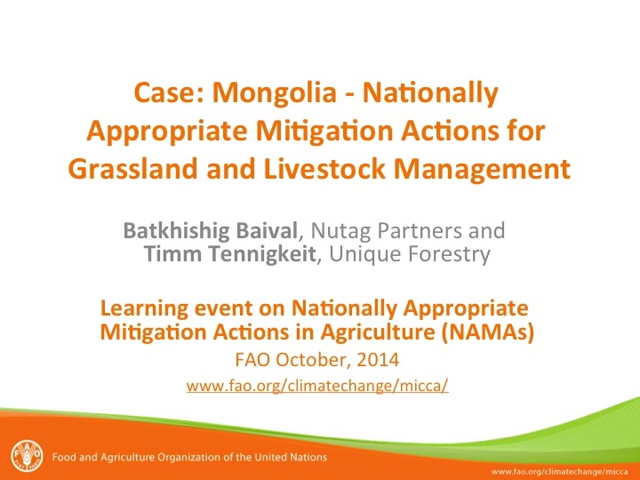 Case: Mongolia - Nationally
Appropriate Mitigation Actions for
Grassland and Livestock Management
Batkhishig Baival, Nutag Partners and
Timm Tennigkeit, Unique Forestry
Learning event on Nationally Appropriate
Mitigation Actions in Agriculture (NAMAs)
FAO October, 2014
www.fao.org/climatechange/micca/
FAO
Food and Agriculture Organization of the United Nations
www.fao.org/climatechange/micca